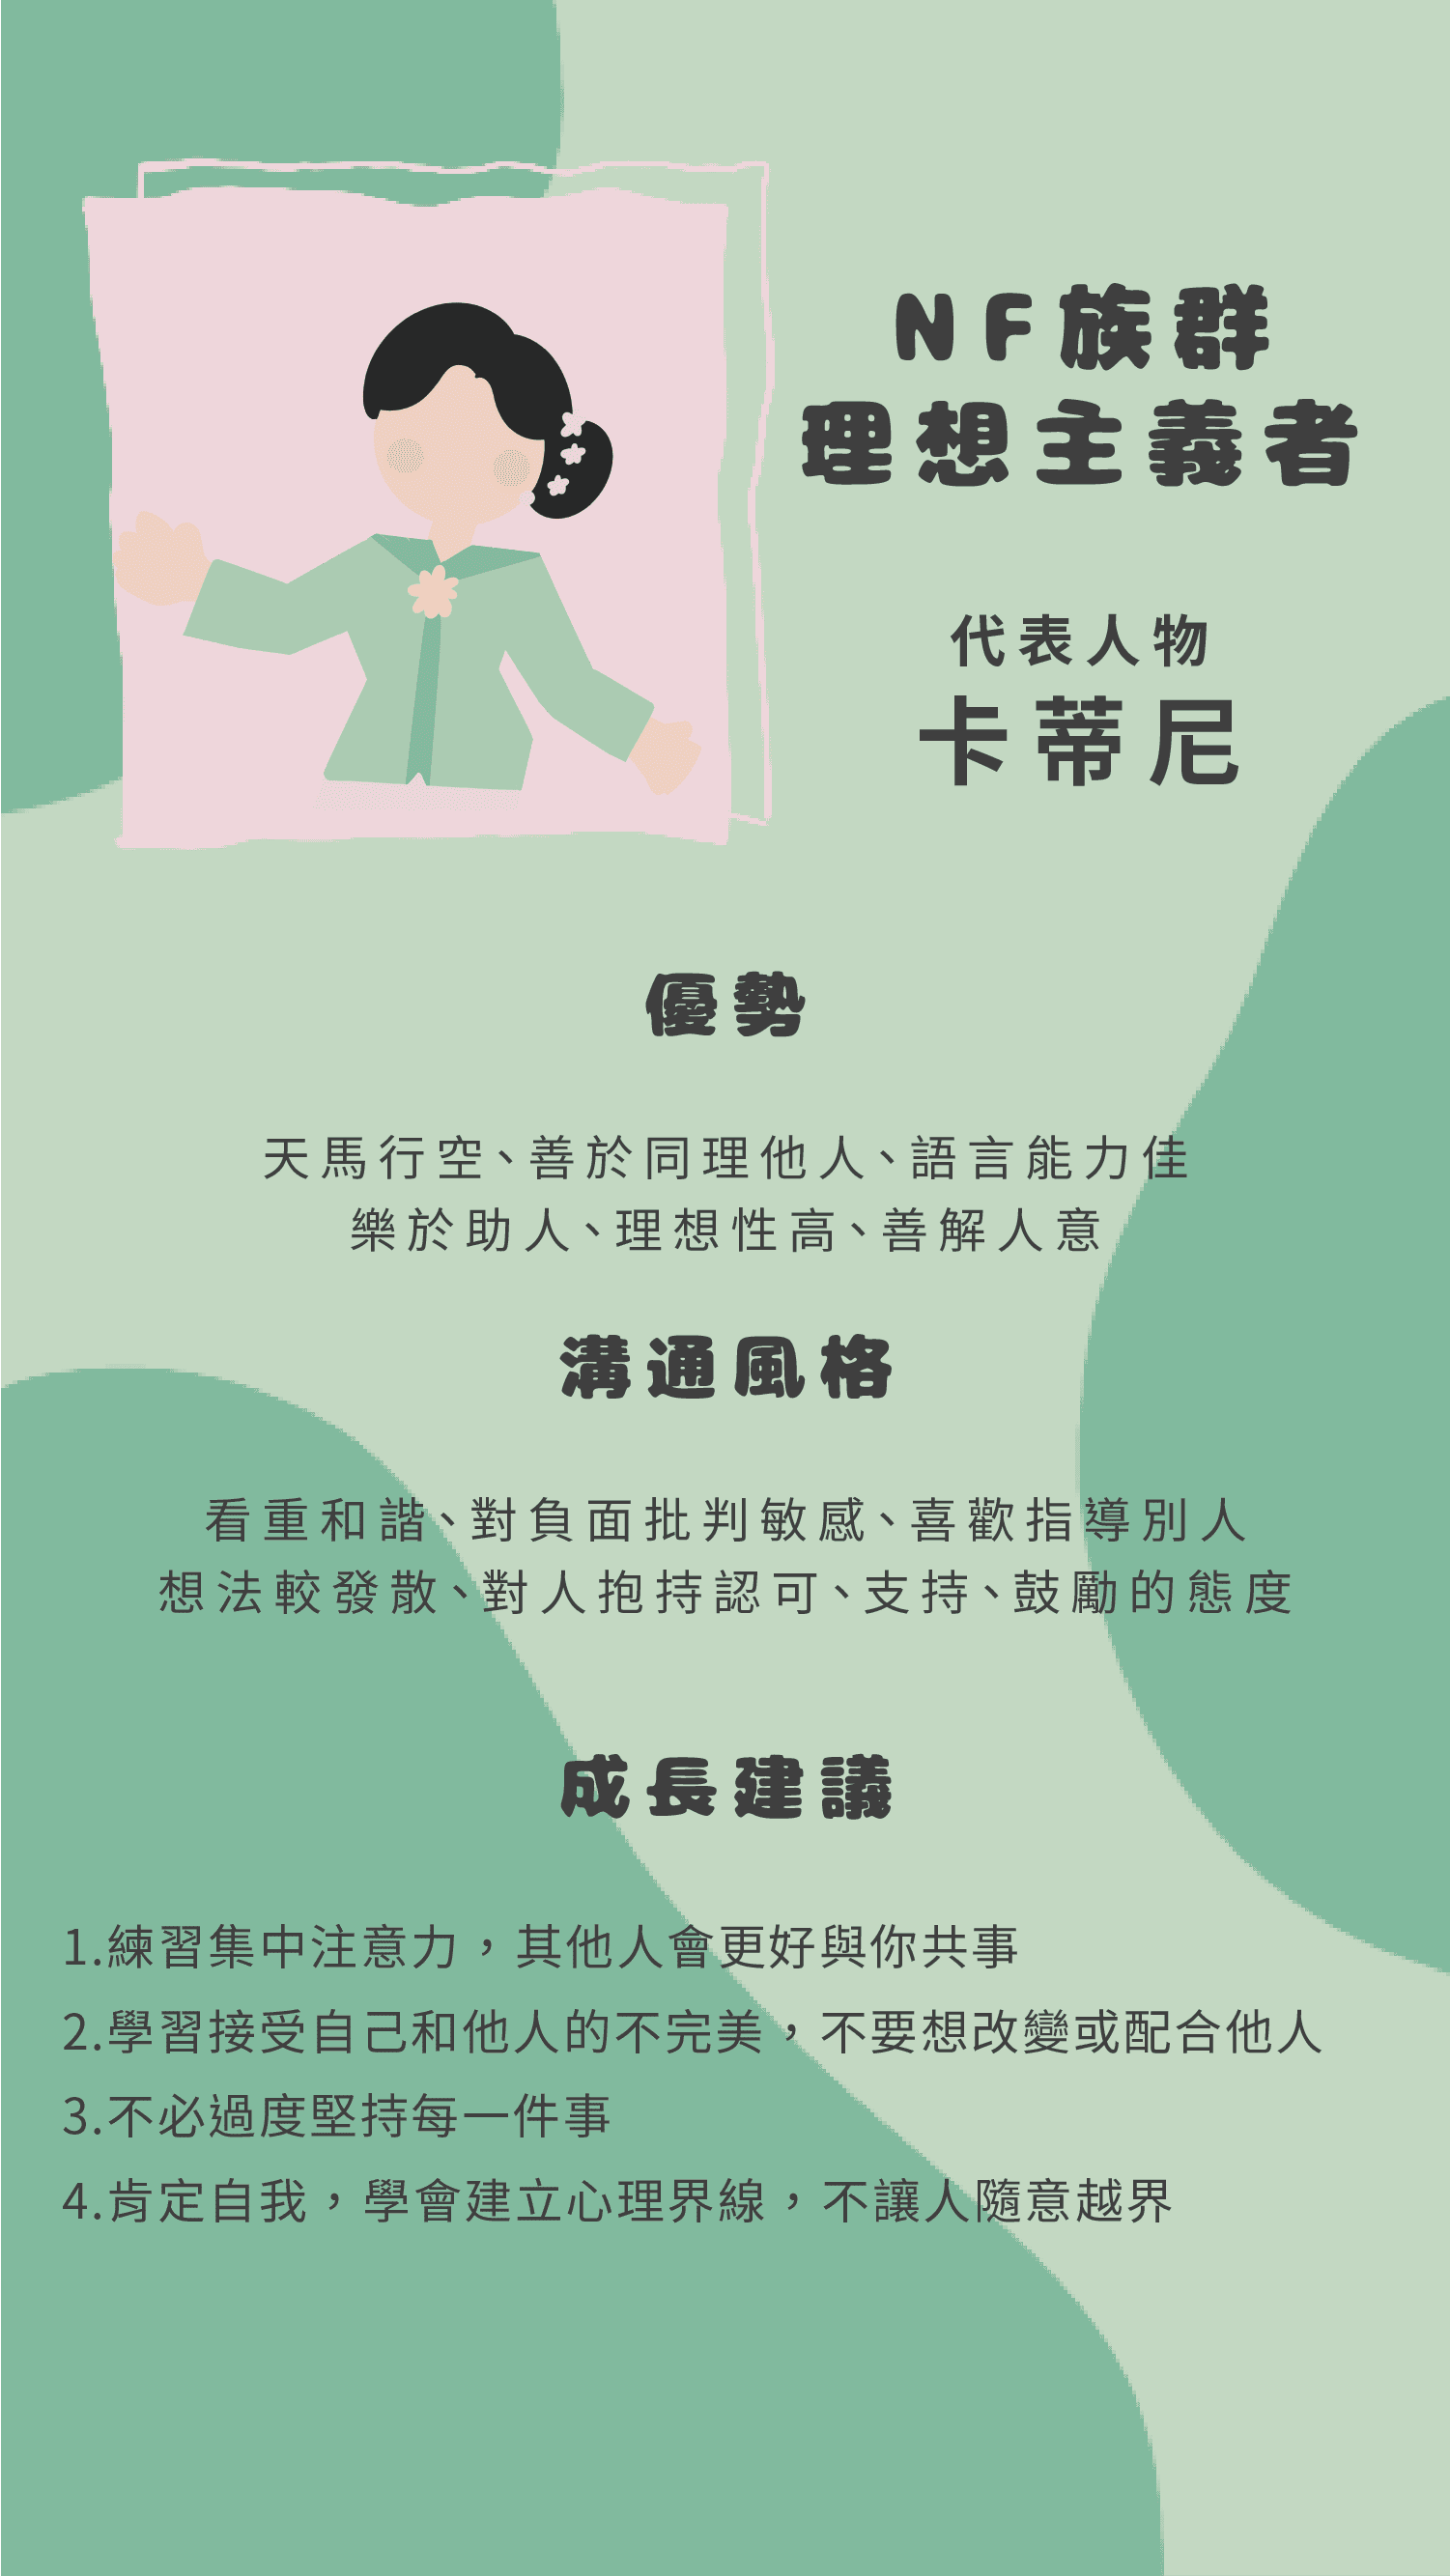 NF族群
理想主義者
代表人物
卡蒂尼
優勢
天馬行空、善於同理他人、語言能力佳
樂於助人、理想性高、善解人意
溝通風格
看重和諧、對負面批判敏感、喜歡指導別人
想法較發散、對人抱持認可、支持、鼓勵的態度
成長建議
1.練習集中注意力，其他人會更好與你共事
2.學習接受自己和他人的不完美，不要想改變或配合他人
3.不必過度堅持每一件事
4.肯定自我，學會建立心理界線，不讓人隨意越界